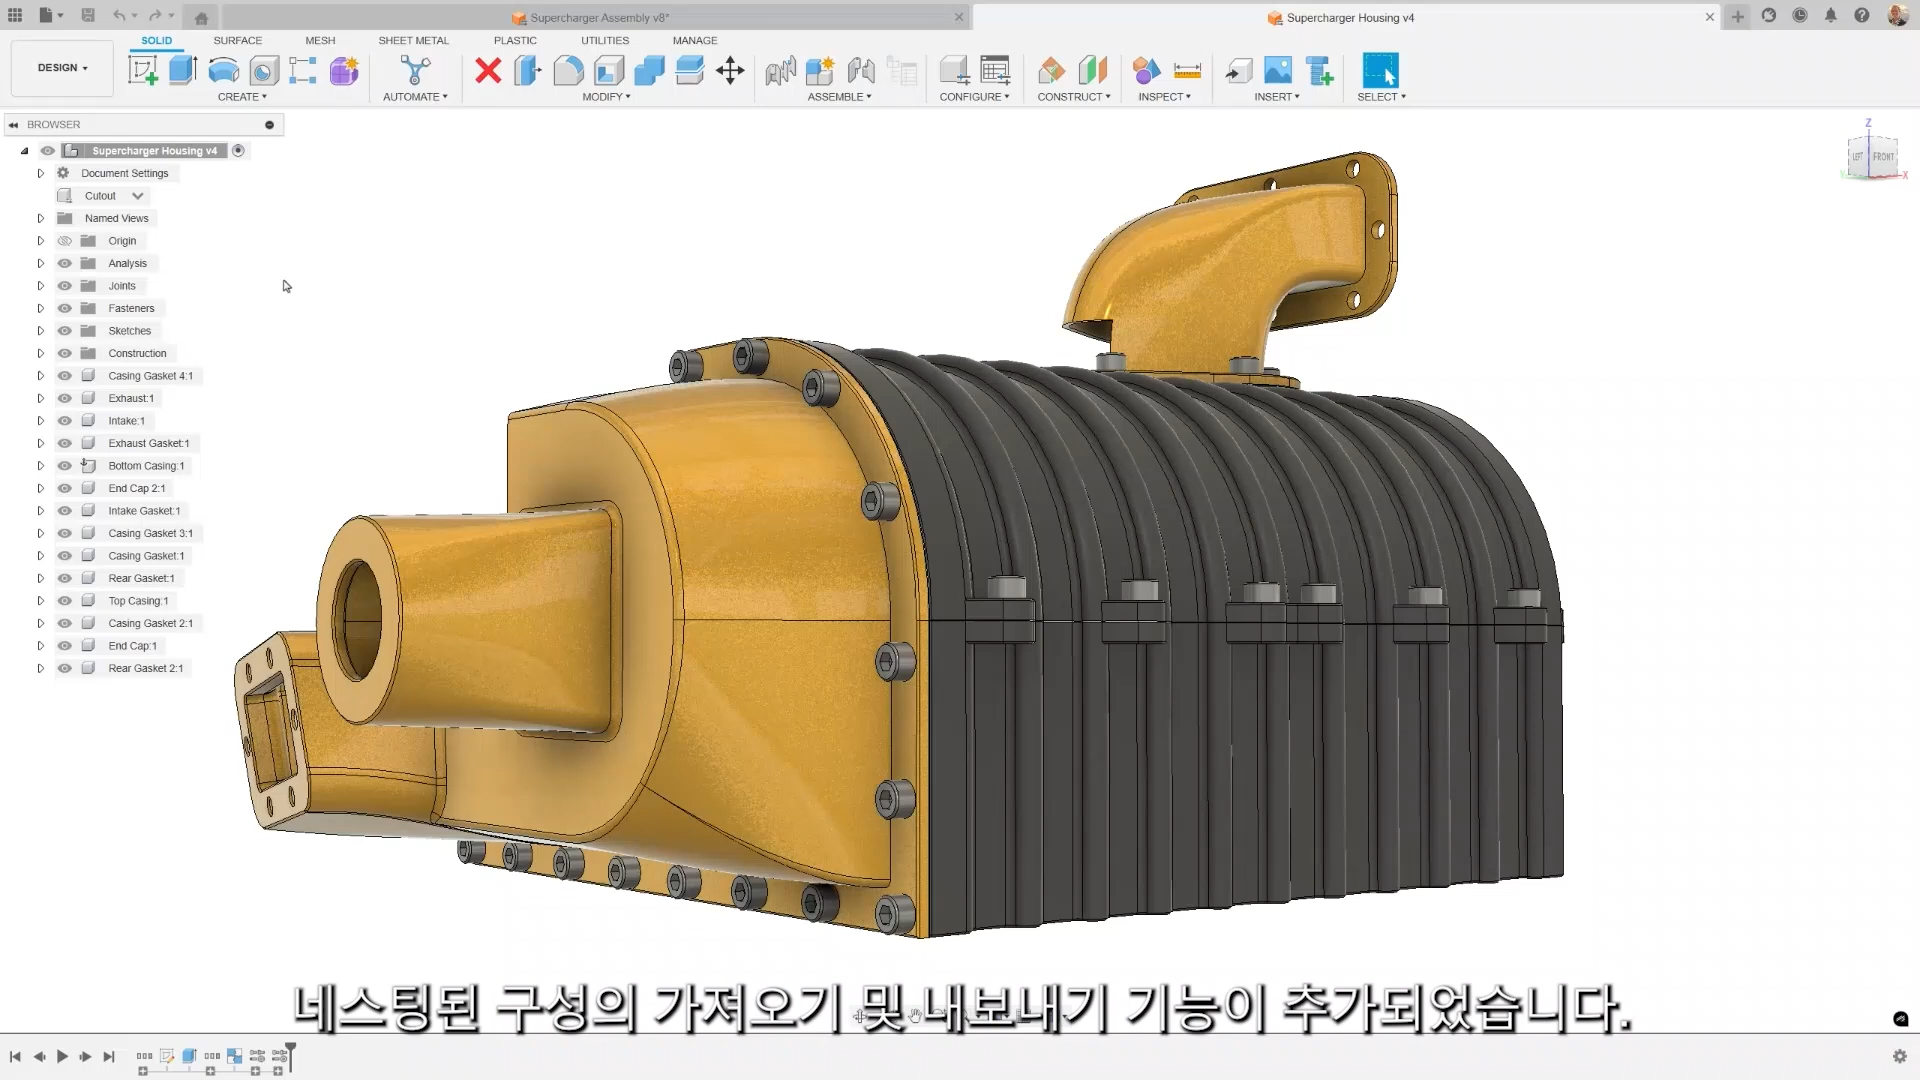 Supercharger Assembly v8*
Supercharger Housing v4
SOLID
SURFACE
MESH
SHEET METAL
PLASTIC
UTILITIES
MANAGE
DESIGN
CREATE
AUTOMATE
MODIFY
ASSEMBLE
CONFIGURE
CONSTRUCT
INSPECT
INSERT
SELECT
BROWSER
Supercharger Housing v4
Document Settings
Cutout
Named Views
Origin
Analysis
Joints
Fasteners
Sketches
Construction
Casing Gasket 4:1
Exhaust:1
Intake:1
Exhaust Gasket:1
Bottom Casing:1
End Cap 2:1
Intake Gasket:1
Casing Gasket 3:1
Casing Gasket:1
Rear Gasket:1
Top Casing:1
Casing Gasket 2:1
End Cap:1
Rear Gasket 2:1
Z
LEFT
FRONT
X
네스팅된 구성의 가져오기 및 내보내기 기능이 추가되었습니다.